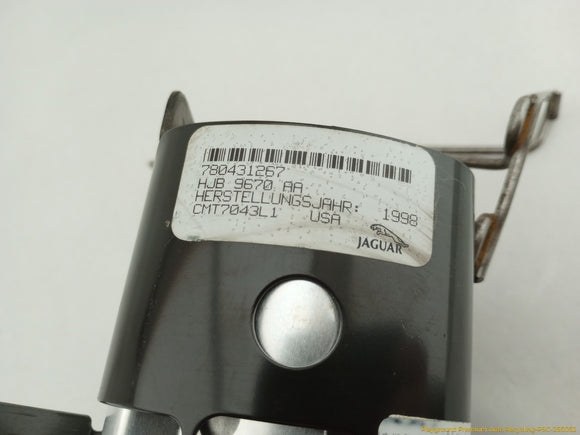 780431267
HJB 9670 AA
HERSTELLUNGSJAHR: 1998
CMT7043L1 USA
JAGUAR